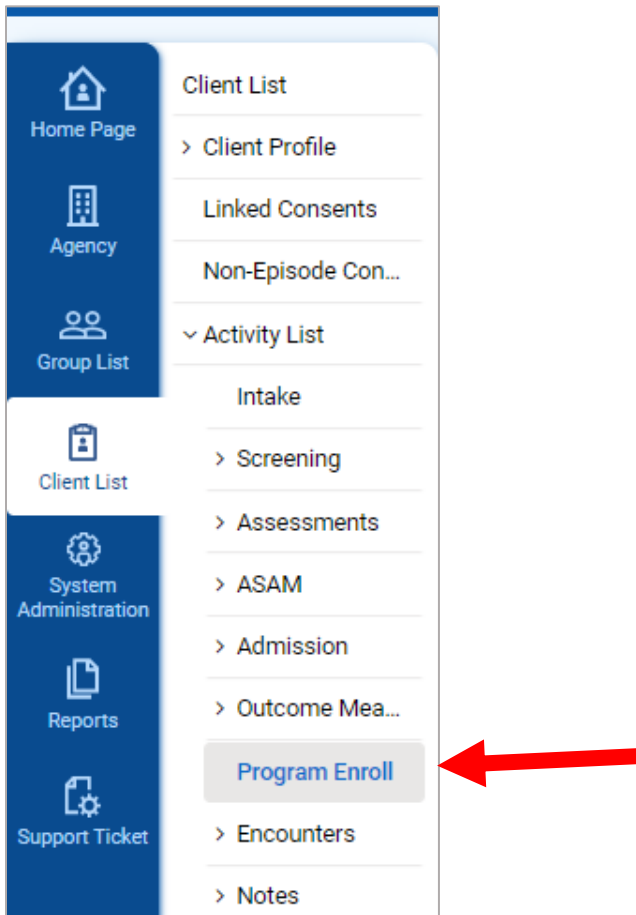 Home Page
Agency
Group List
Client List
System
Administration
Reports
Support Ticket
Client List
Client Profile
Linked Consents
Non-Episode Con...
Activity List
Intake
Screening
Assessments
ASAM
Admission
Outcome Mea...
Program Enroll
Encounters
Notes